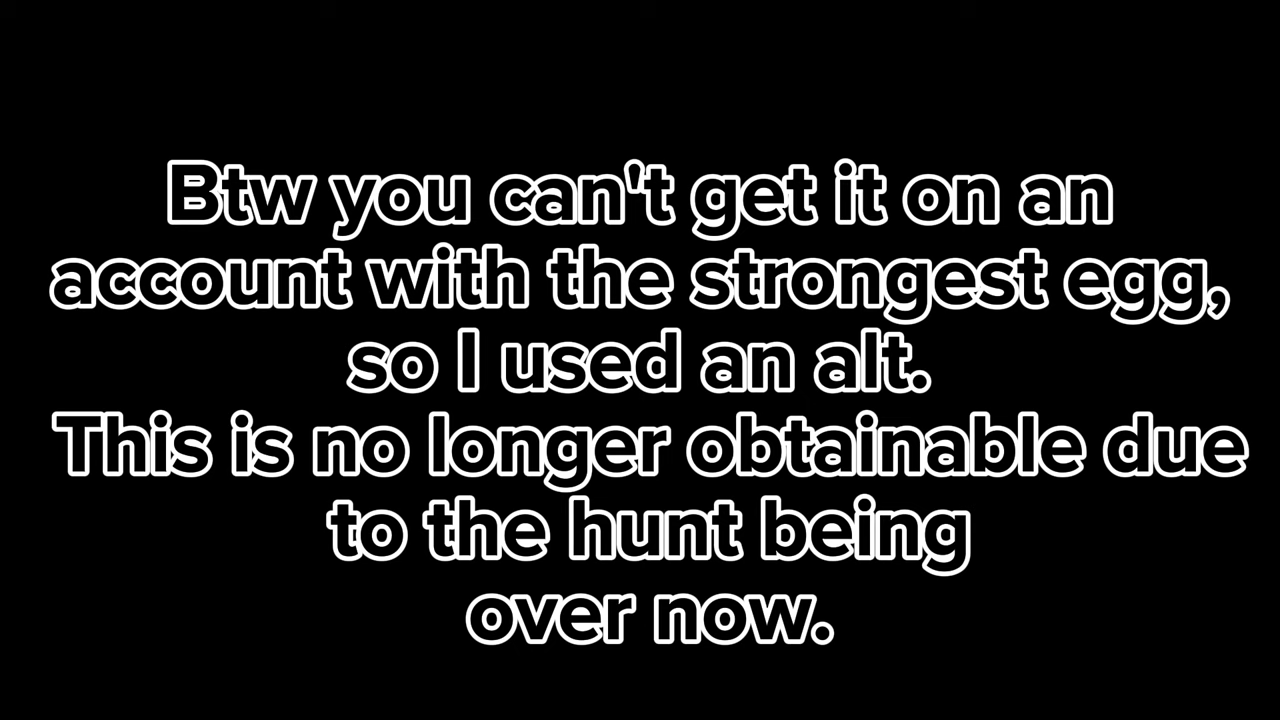 Btw you can't get it on an
account with the strongest egg,
so I used an alt.
This is no longer obtainable due
to the hunt being
over now.